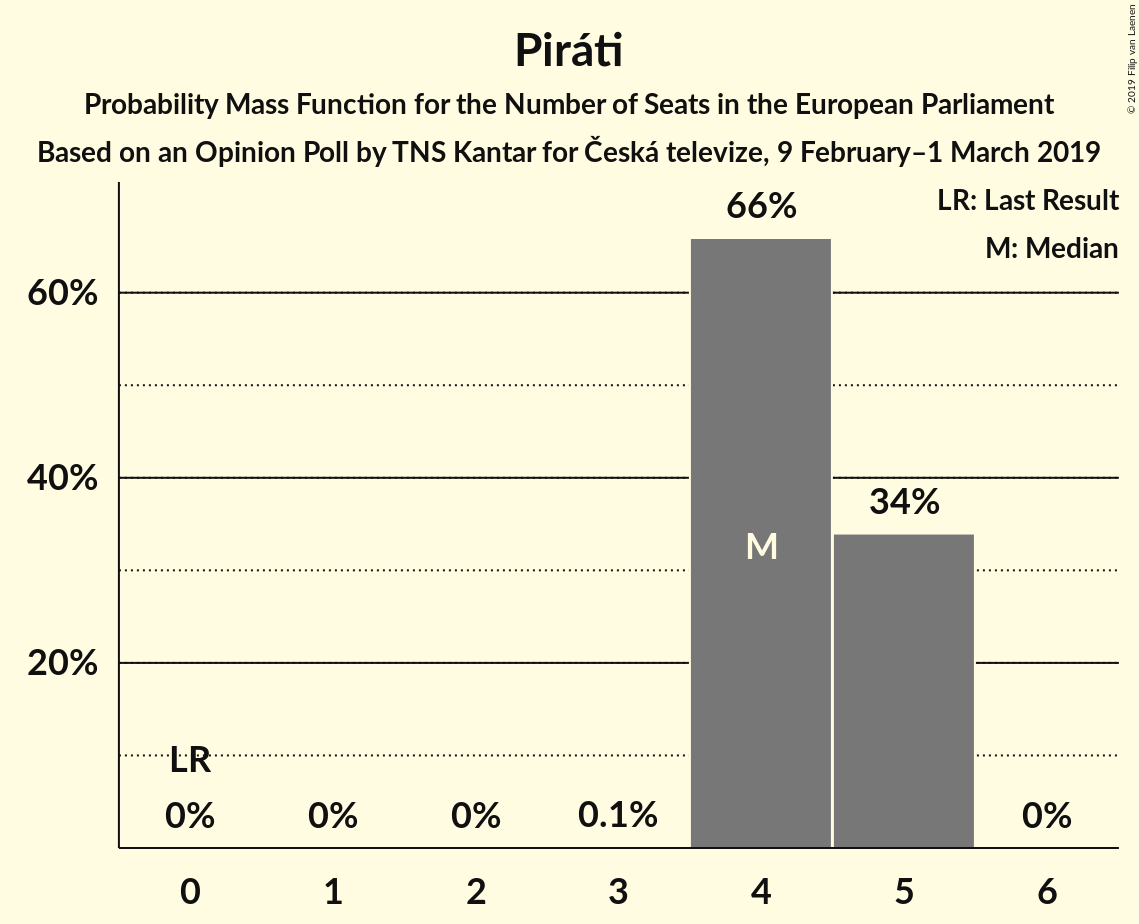 Piráti
Probability Mass Function for the Number of Seats in the European Parliament
Based on an Opinion Poll by TNS Kantar for Česká televize, 9 February–1 March 2019
© 2019 Filip van Laenen
LR: Last Result
M: Median
66%
60%
40%
34%
M
20%
LR
0%
0%
0%
0.1%
0%
0
1
2
3
4
5
6